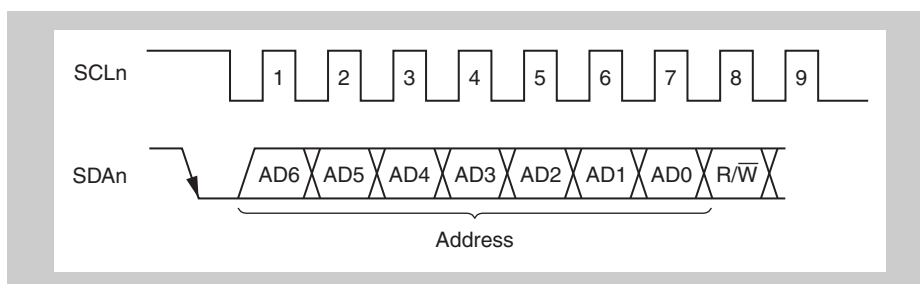 SCLn 1 2 3 4 5 6 7 8 9
SDAn AD6 AD5 AD4 AD3 AD2 AD1 AD0 R/W̅
Address